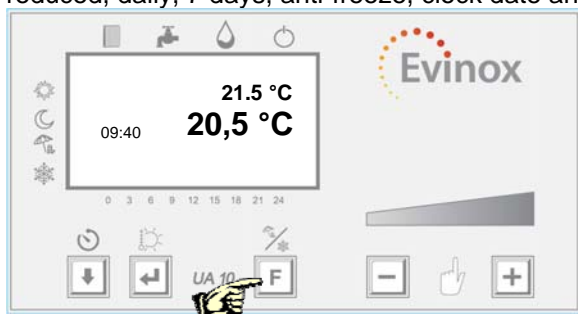 reduced, daily, 7 days, anti-freeze, clock date an
Evinox
21.5 °C
09:40 20,5 °C
0 3 6 9 12 15 18 21 24
UA 10
F
- +